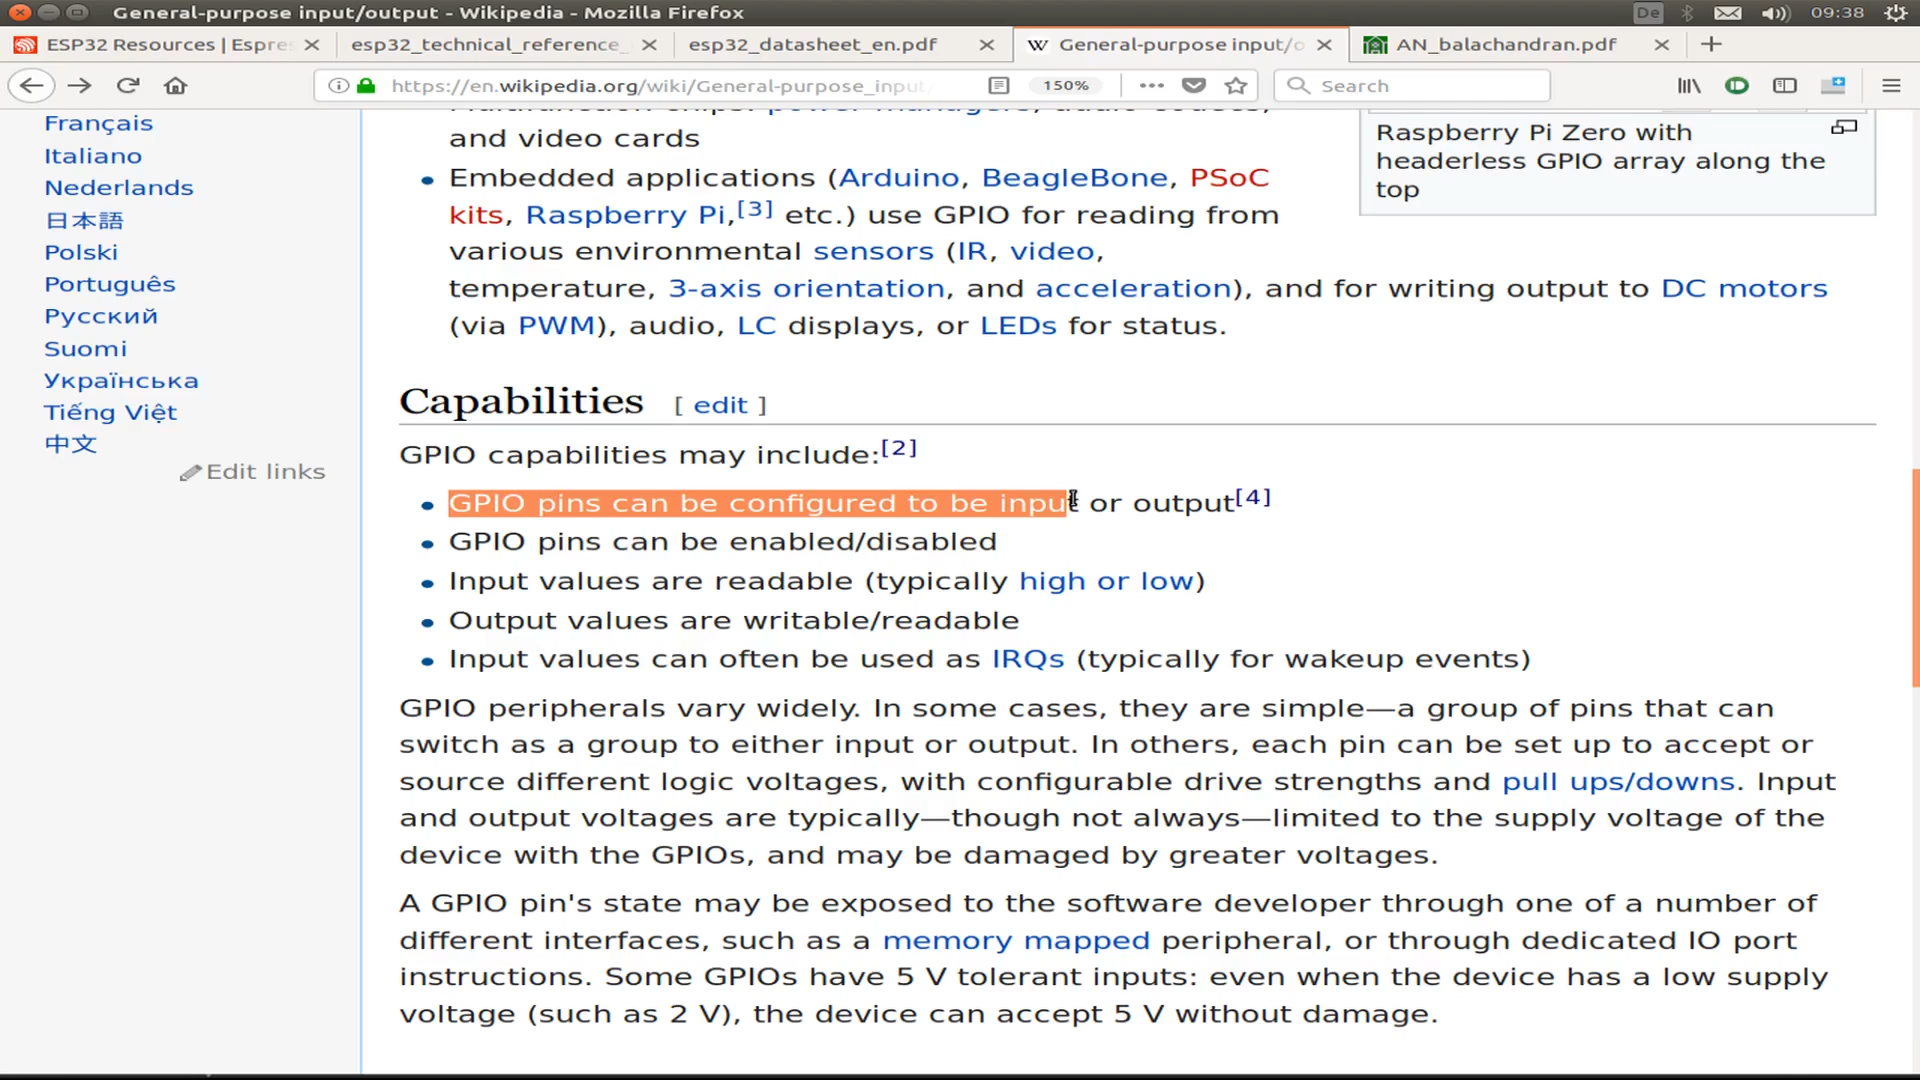 General-purpose input/output - Wikipedia - Mozilla Firefox
De
09:38
ESP32 Resources | Espres
esp32_technical_reference_
esp32_datasheet_en.pdf
W General-purpose input/o
AN_balachandran.pdf
https://en.wikipedia.org/wiki/General-purpose_input/
150%
Search
Français
Italiano
Nederlands
日本語
Polski
Português
Русский
Suomi
Українська
Tiếng Việt
中文
Edit links
Multifunction chips: power managers, audio codecs,
and video cards
Embedded applications (Arduino, BeagleBone, PSoC
kits, Raspberry Pi,[3] etc.) use GPIO for reading from
various environmental sensors (IR, video,
temperature, 3-axis orientation, and acceleration), and for writing output to DC motors
(via PWM), audio, LC displays, or LEDs for status.
Raspberry Pi Zero with
headerless GPIO array along the
top
Capabilities [ edit ]
GPIO capabilities may include:[2]
GPIO pins can be configured to be input or output[4]
GPIO pins can be enabled/disabled
Input values are readable (typically high or low)
Output values are writable/readable
Input values can often be used as IRQs (typically for wakeup events)
GPIO peripherals vary widely. In some cases, they are simple—a group of pins that can
switch as a group to either input or output. In others, each pin can be set up to accept or
source different logic voltages, with configurable drive strengths and pull ups/downs. Input
and output voltages are typically—though not always—limited to the supply voltage of the
device with the GPIOs, and may be damaged by greater voltages.
A GPIO pin's state may be exposed to the software developer through one of a number of
different interfaces, such as a memory mapped peripheral, or through dedicated IO port
instructions. Some GPIOs have 5 V tolerant inputs: even when the device has a low supply
voltage (such as 2 V), the device can accept 5 V without damage.